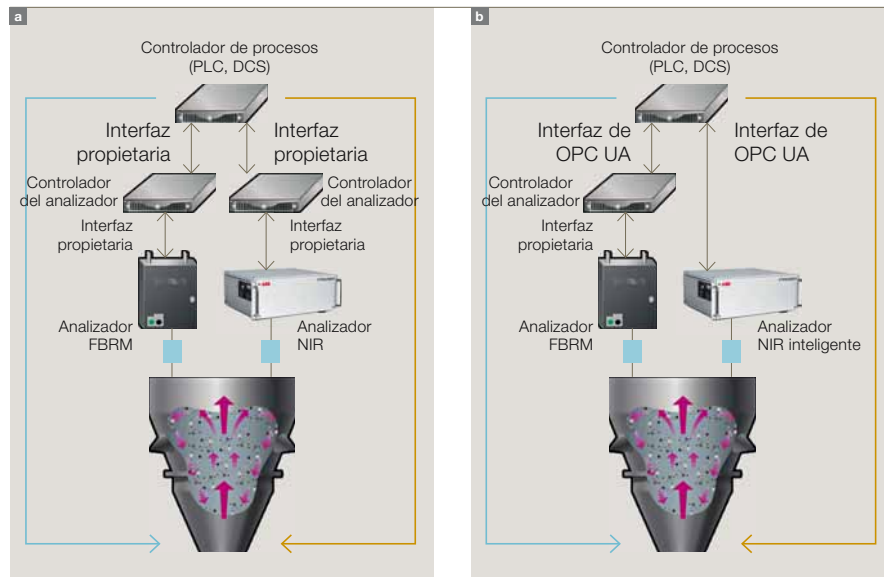 a
Controlador de procesos
(PLC, DCS)
Interfaz
propietaria
Interfaz
propietaria
Controlador
del analizador
Controlador
del analizador
Interfaz
propietaria
Interfaz
propietaria
ABB
Analizador
FBRM
Analizador
NIR
b
Controlador de procesos
(PLC, DCS)
Interfaz de
OPC UA
Interfaz de
OPC UA
Controlador
del analizador
Interfaz
propietaria
ABB
Analizador
FBRM
Analizador
NIR inteligente